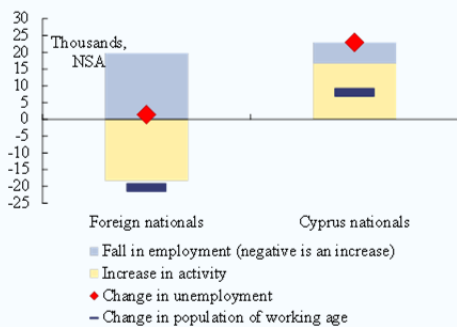 30
25
Thousands,
20
NSA
15
10
5
0
-5
-10
-15
-20
-25
Foreign nationals Cyprus nationals
Fall in employment (negative is an increase)
Increase in activity
Change in unemployment
Change in population of working age